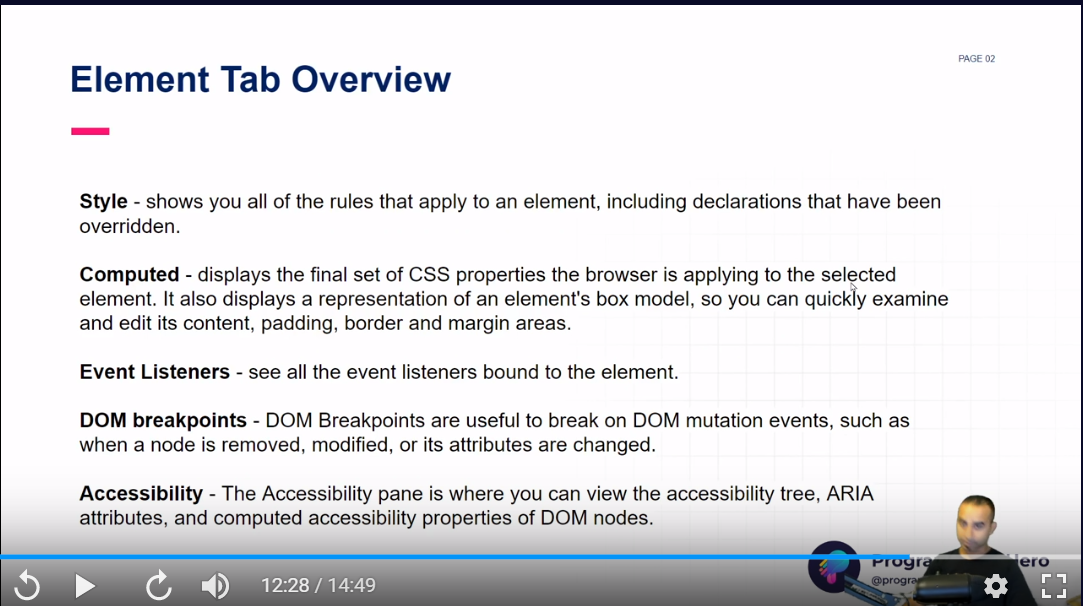 PAGE 02
Element Tab Overview
Style - shows you all of the rules that apply to an element, including declarations that have been
overridden.
Computed - displays the final set of CSS properties the browser is applying to the selected
element. It also displays a representation of an element's box model, so you can quickly examine
and edit its content, padding, border and margin areas.
Event Listeners - see all the event listeners bound to the element.
DOM breakpoints - DOM Breakpoints are useful to break on DOM mutation events, such as
when a node is removed, modified, or its attributes are changed.
Accessibility - The Accessibility pane is where you can view the accessibility tree, ARIA
attributes, and computed accessibility properties of DOM nodes.
12:28 / 14:49